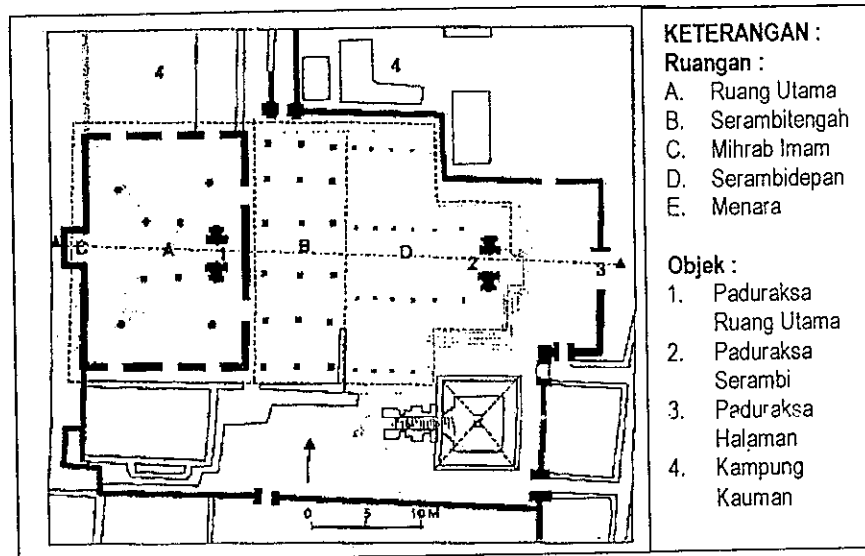 4
4
C
A
1
B
D
2
3
0 5 10M
KETERANGAN :
Ruangan :
A. Ruang Utama
B. Serambitengah
C. Mihrab Imam
D. Serambidepan
E. Menara
Objek :
1. Paduraksa
Ruang Utama
2. Paduraksa
Serambi
3. Paduraksa
Halaman
4. Kampung
Kauman